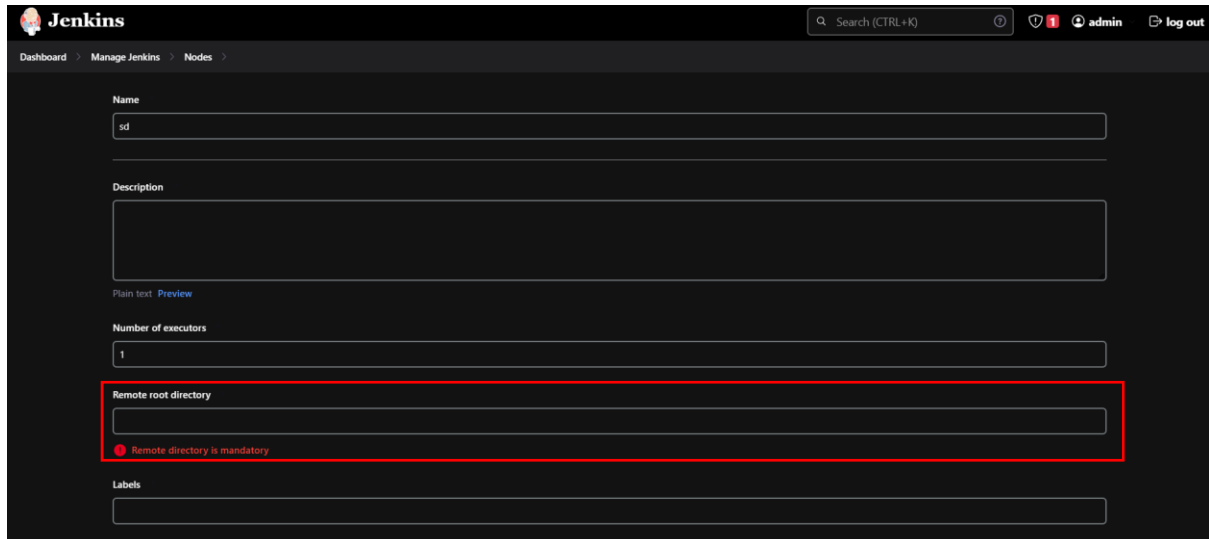 Jenkins
Search (CTRL+K)
1
admin
log out
Dashboard > Manage Jenkins > Nodes >
Name
sd
Description
Plain text Preview
Number of executors
1
Remote root directory
Remote directory is mandatory
Labels